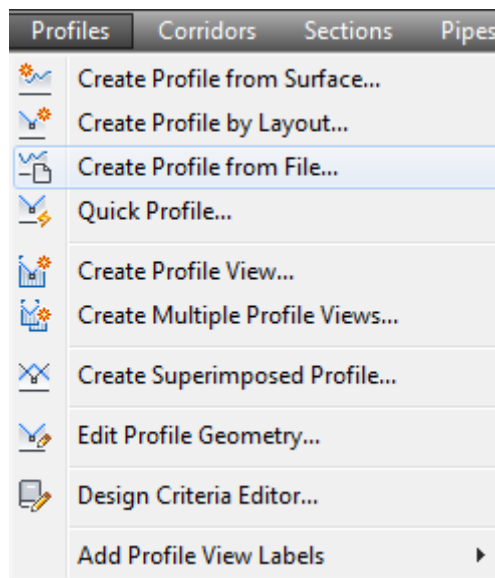 Profiles Corridors Sections Pipes
Create Profile from Surface...
Create Profile by Layout...
Create Profile from File...
Quick Profile...
Create Profile View...
Create Multiple Profile Views...
Create Superimposed Profile...
Edit Profile Geometry...
Design Criteria Editor...
Add Profile View Labels